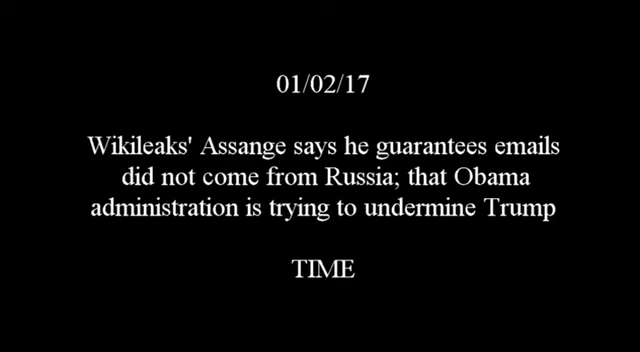 01/02/17
Wikileaks' Assange says he guarantees emails
did not come from Russia; that Obama
administration is trying to undermine Trump
TIME